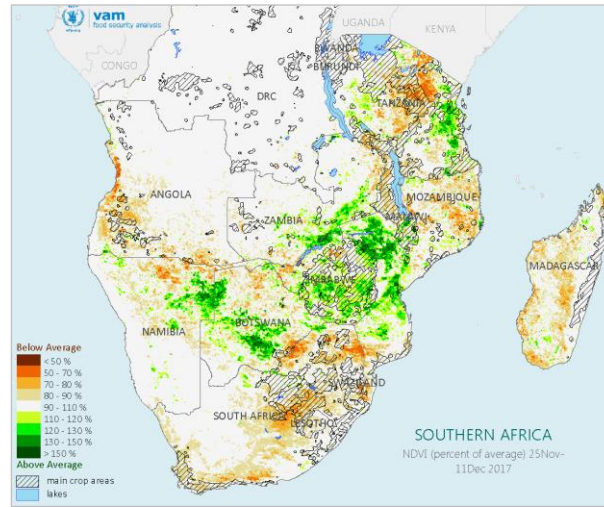 vam
food security analysis
wfp.org
UGANDA
KENYA
CONGO
RWANDA
BURUNDI
DRC
TANZANIA
ANGOLA
ZAMBIA
MALAWI
MOZAMBIQUE
ZIMBABWE
MADAGASCAR
NAMIBIA
BOTSWANA
SWAZILAND
SOUTH AFRICA
LESOTHO
Below Average
< 50 %
50 - 70 %
70 - 80 %
80 - 90 %
90 - 110 %
110 - 120 %
120 - 130 %
130 - 150 %
> 150 %
Above Average
main crop areas
lakes
SOUTHERN AFRICA
NDVI (percent of average) 25Nov-
11Dec 2017